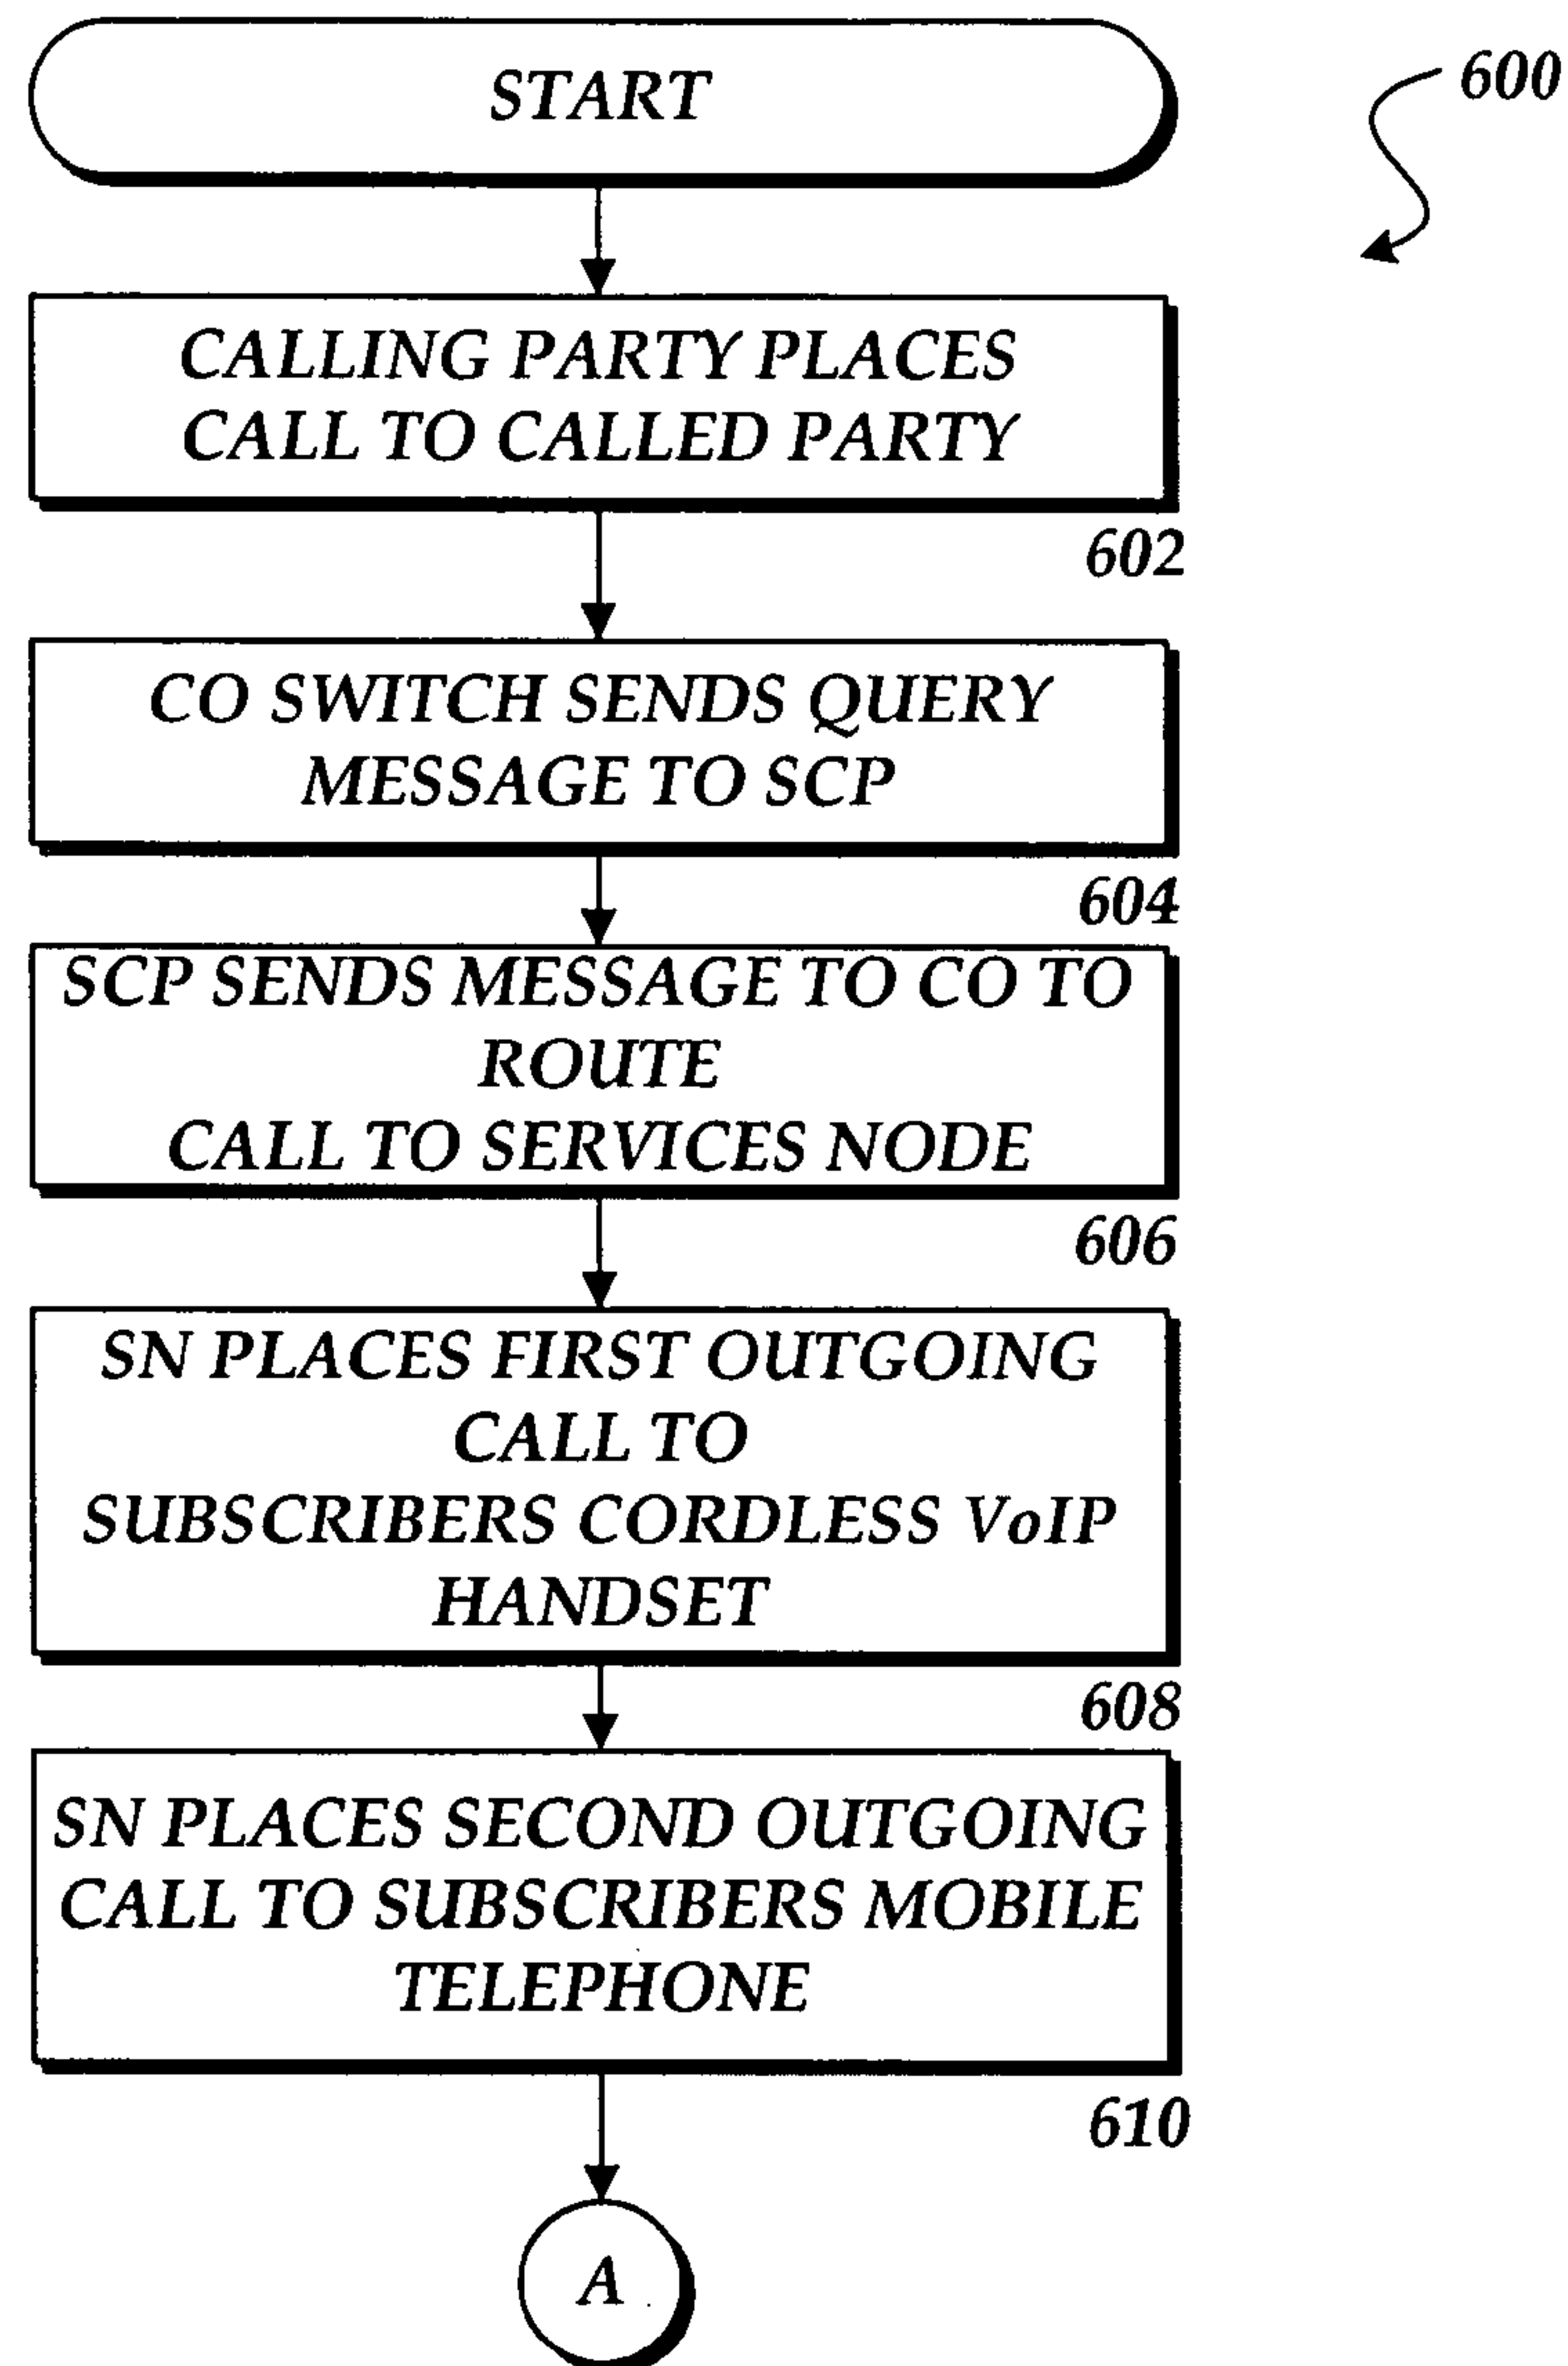 START
600
CALLING PARTY PLACES
CALL TO CALLED PARTY
602
CO SWITCH SENDS QUERY
MESSAGE TO SCP
604
SCP SENDS MESSAGE TO CO TO
ROUTE
CALL TO SERVICES NODE
606
SN PLACES FIRST OUTGOING
CALL TO
SUBSCRIBERS CORDLESS VoIP
HANDSET
608
SN PLACES SECOND OUTGOING
CALL TO SUBSCRIBERS MOBILE
TELEPHONE
610
A